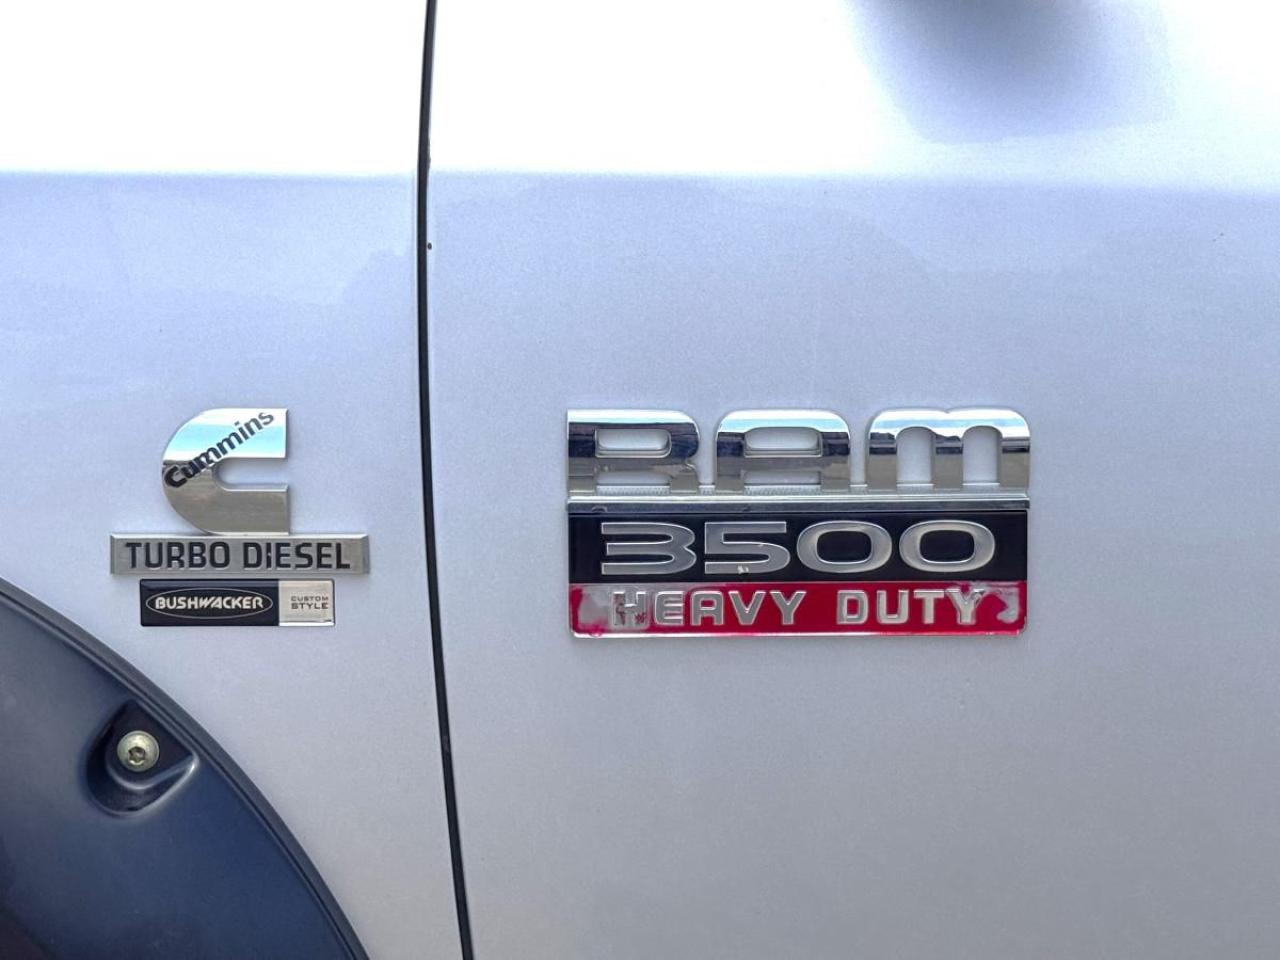 Cummins
TURBO DIESEL
BUSHWACKER
CUSTOM
STYLE
RAM
3500
HEAVY DUTY